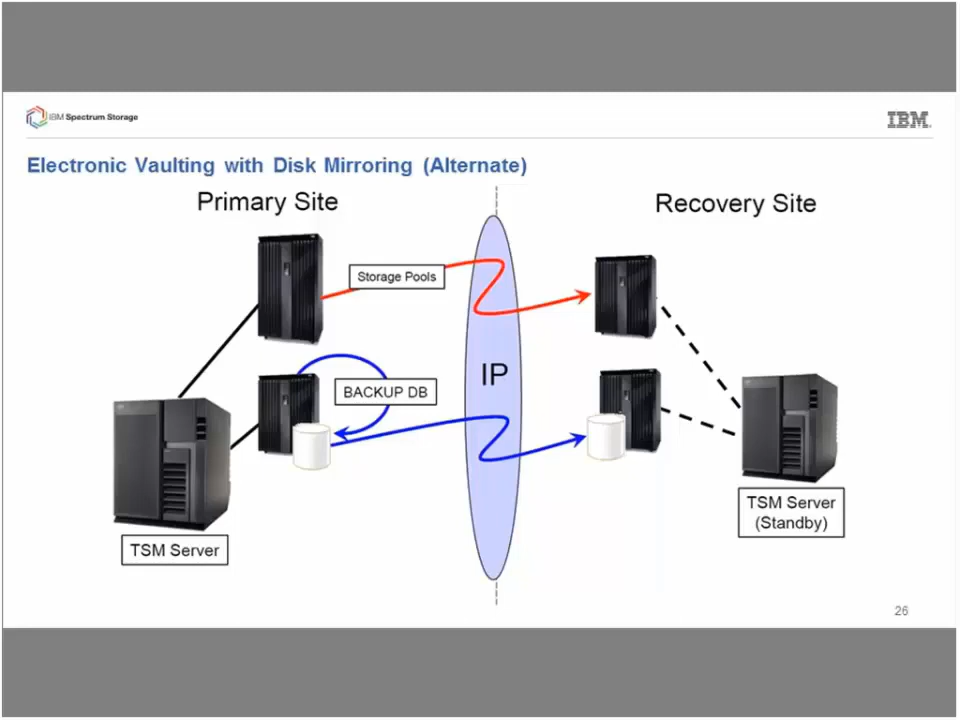 IBM Spectrum Storage
IBM
Electronic Vaulting with Disk Mirroring (Alternate)
Primary Site
Recovery Site
Storage Pools
IP
BACKUP DB
TSM Server
(Standby)
TSM Server
26